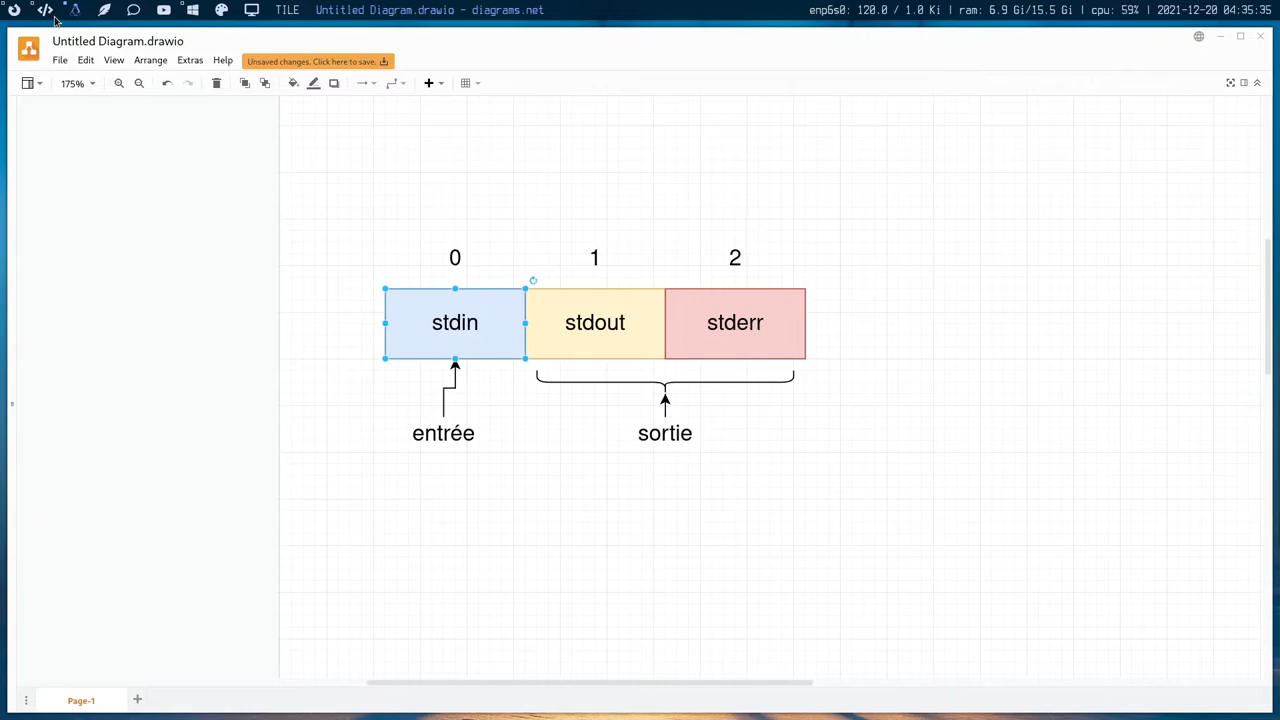 TILE Untitled Diagram.drawio - diagrams.net enp6s0: 120.0 / 1.0 Ki | ram: 6.9 Gi/15.5 Gi | cpu: 59% | 2021-12-20 04:35:35
Untitled Diagram.drawio
File Edit View Arrange Extras Help Unsaved changes. Click here to save.
175%
0 1 2
stdin stdout stderr
entrée sortie
Page-1